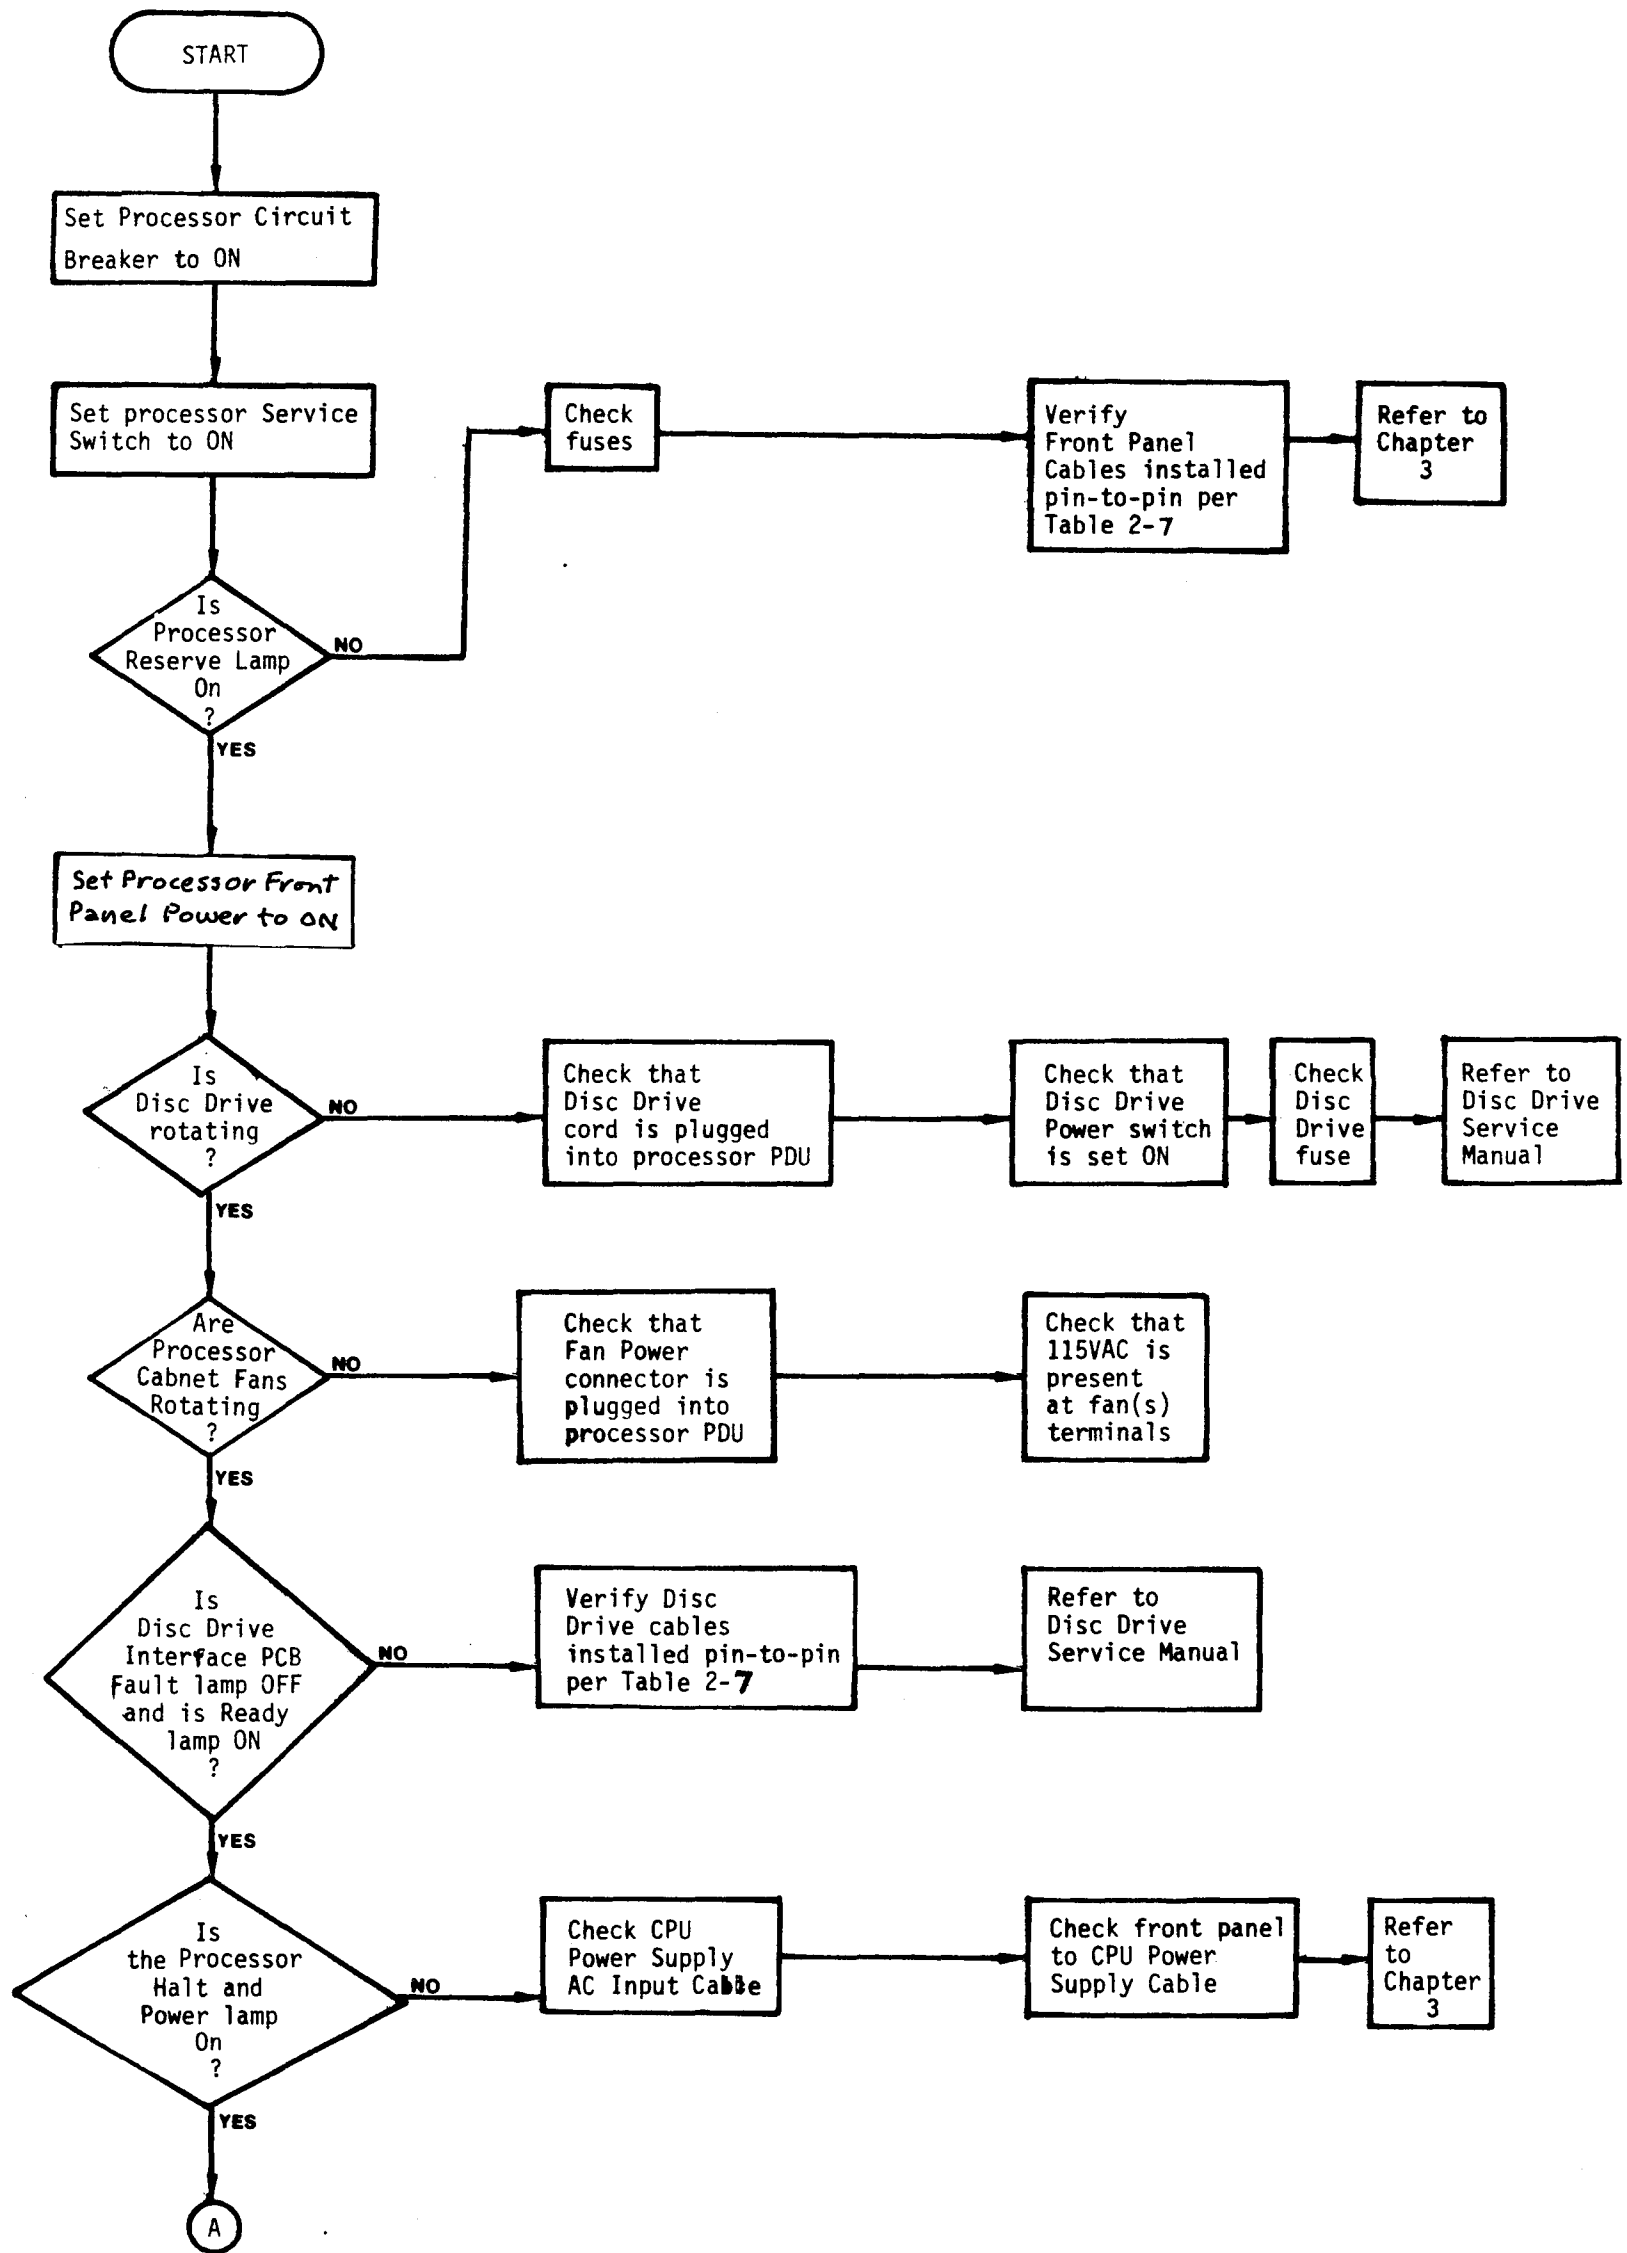 START
Set Processor Circuit
Breaker to ON
Set processor Service
Switch to ON
Is
Processor
Reserve Lamp
On
?
NO
Check
fuses
Verify
Front Panel
Cables installed
pin-to-pin per
Table 2-7
Refer to
Chapter
3
YES
Set Processor Front
Panel Power to ON
Is
Disc Drive
rotating
?
NO
Check that
Disc Drive
cord is plugged
into processor PDU
Check that
Disc Drive
Power switch
is set ON
Check
Disc
Drive
fuse
Refer to
Disc Drive
Service
Manual
YES
Are
Processor
Cabnet Fans
Rotating
?
NO
Check that
Fan Power
connector is
plugged into
processor PDU
Check that
115VAC is
present
at fan(s)
terminals
YES
Is
Disc Drive
Interface PCB
Fault lamp OFF
and is Ready
lamp ON
?
NO
Verify Disc
Drive cables
installed pin-to-pin
per Table 2-7
Refer to
Disc Drive
Service Manual
YES
Is
the Processor
Halt and
Power lamp
On
?
NO
Check CPU
Power Supply
AC Input Cable
Check front panel
to CPU Power
Supply Cable
Refer
to
Chapter
3
YES
A